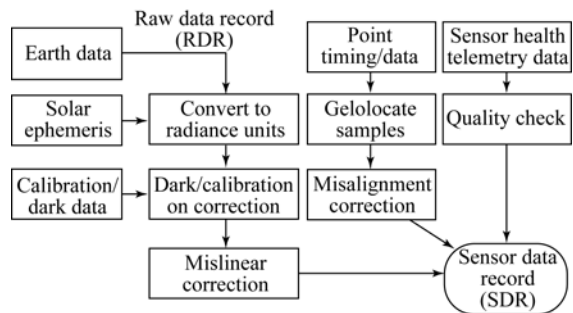 Earth data
Raw data record
(RDR)
Point
timing/data
Sensor health
telemetry data
Solar
ephemeris
Convert to
radiance units
Gelolocate
samples
Quality check
Calibration/
dark data
Dark/calibration
on correction
Misalignment
correction
Mislinear
correction
Sensor data
record
(SDR)